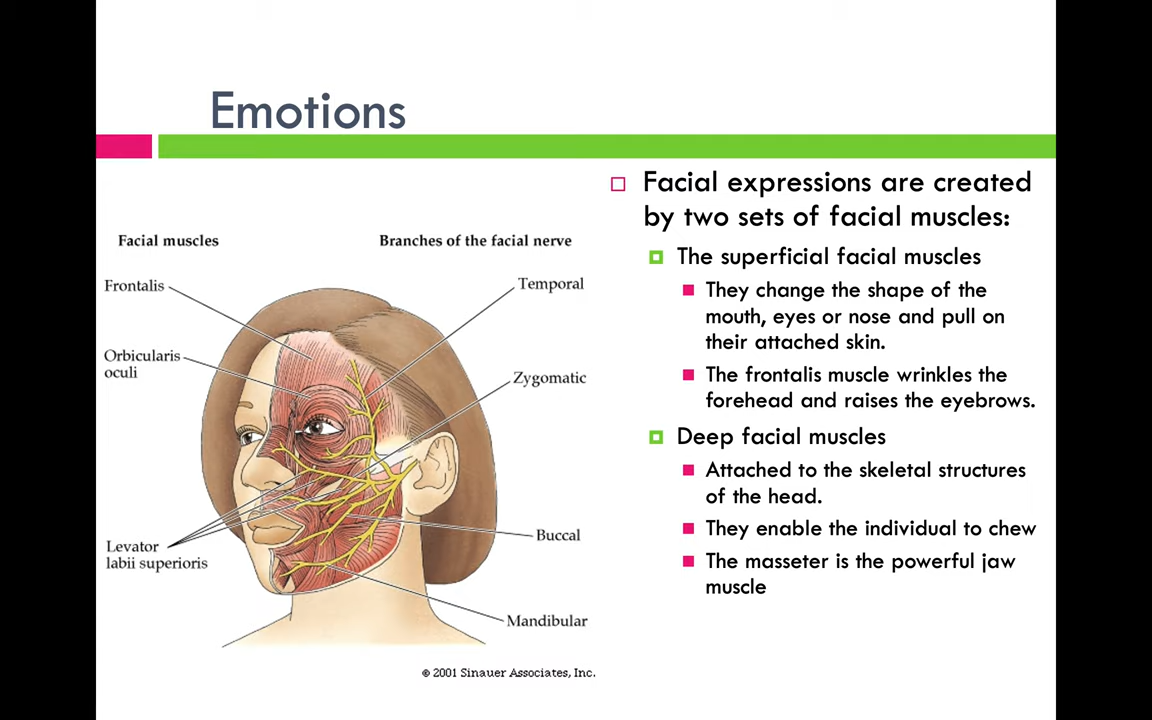 Emotions
Facial expressions are created
by two sets of facial muscles:
The superficial facial muscles
They change the shape of the
mouth, eyes or nose and pull on
their attached skin.
The frontalis muscle wrinkles the
forehead and raises the eyebrows.
Deep facial muscles
Attached to the skeletal structures
of the head.
They enable the individual to chew
The masseter is the powerful jaw
muscle
Facial muscles
Branches of the facial nerve
Frontalis
Temporal
Orbicularis
oculi
Zygomatic
Levator
labii superioris
Buccal
Mandibular
© 2001 Sinauer Associates, Inc.